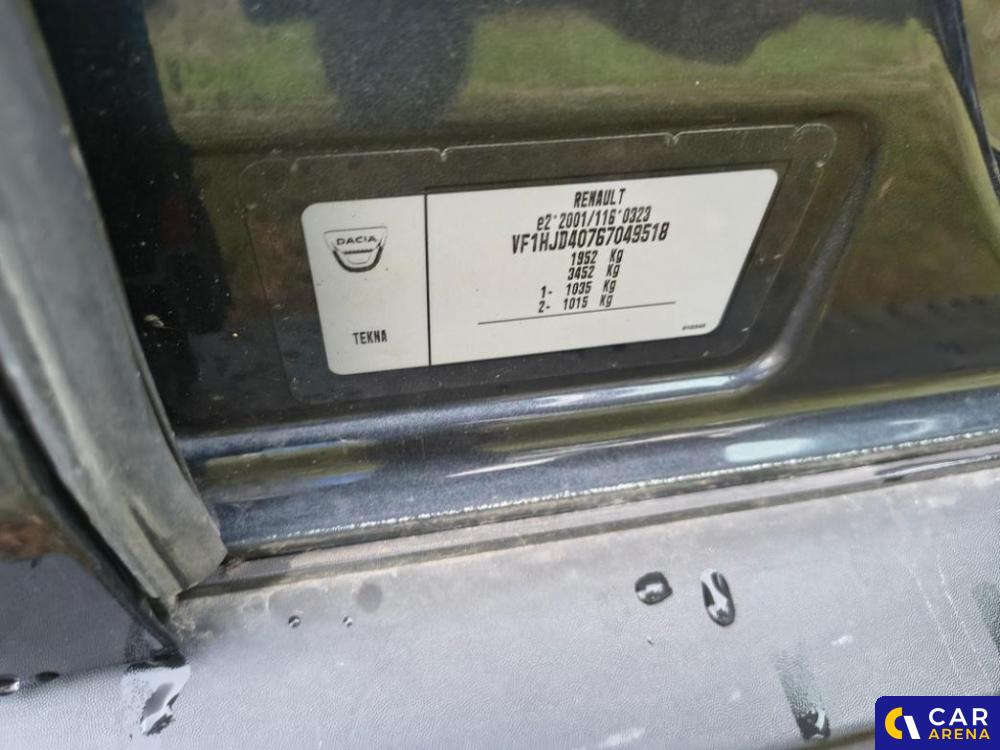 RENAULT
e2*2001/116*0323
VF1HJD40767049518
1952 Kg
3452 Kg
1- 1035 Kg
2- 1015 Kg
DACIA
TEKNA
CAR
ARENA